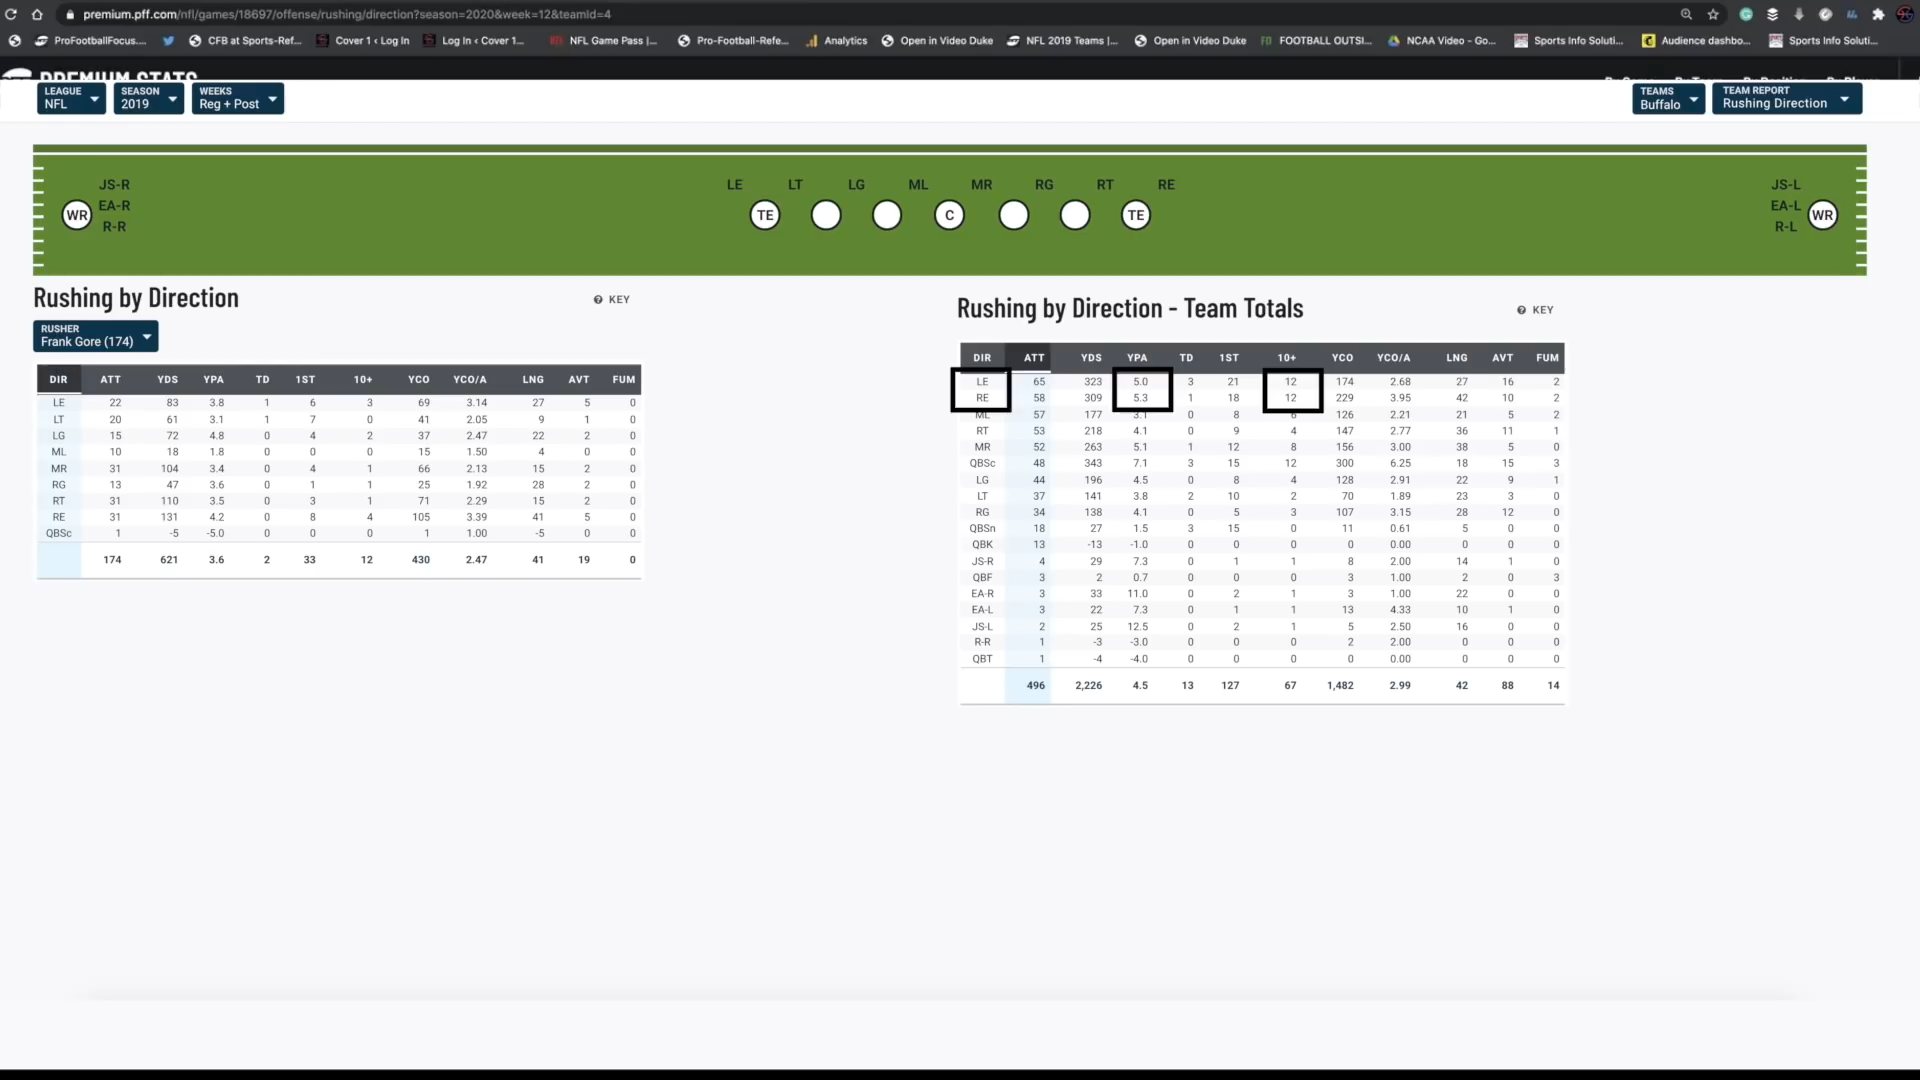 premium.pff.com/nfl/games/18697/offense/rushing/direction?season=2020&week=12&teamId=4
ProFootballFocus.... CFB at Sports-Ref... Cover 1 ‹ Log In Log In ‹ Cover 1... NFL Game Pass |... Pro-Football-Refe... Analytics Open in Video Duke NFL 2019 Teams |... Open in Video Duke FOOTBALL OUTSI... NCAA Video - Go... Sports Info Soluti... Audience dashbo... Sports Info Soluti...
PREMIUM STATS
LEAGUE SEASON WEEKS TEAMS TEAM REPORT
NFL 2019 Reg + Post Buffalo Rushing Direction
JS-R LE LT LG ML MR RG RT RE JS-L
WR EA-R TE C TE EA-L WR
R-R R-L
Rushing by Direction KEY
RUSHER
Frank Gore (174)
DIR ATT YDS YPA TD 1ST 10+ YCO YCO/A LNG AVT FUM
LE 22 83 3.8 1 6 3 69 3.14 27 5 0
LT 20 61 3.1 1 7 0 41 2.05 9 1 0
LG 15 72 4.8 0 4 2 37 2.47 22 2 0
ML 10 18 1.8 0 0 0 15 1.50 4 0 0
MR 31 104 3.4 0 4 1 66 2.13 15 2 0
RG 13 47 3.6 0 1 1 25 1.92 28 2 0
RT 31 110 3.5 0 3 1 71 2.29 15 2 0
RE 31 131 4.2 0 8 4 105 3.39 41 5 0
QBSc 1 -5 -5.0 0 0 0 1 1.00 -5 0 0
174 621 3.6 2 33 12 430 2.47 41 19 0
Rushing by Direction - Team Totals KEY
DIR ATT YDS YPA TD 1ST 10+ YCO YCO/A LNG AVT FUM
LE 65 323 5.0 3 21 12 174 2.68 27 16 2
RE 58 309 5.3 1 18 12 229 3.95 42 10 2
ML 57 177 3.1 0 8 6 126 2.21 21 5 2
RT 53 218 4.1 0 9 4 147 2.77 36 11 1
MR 52 263 5.1 1 12 8 156 3.00 38 5 0
QBSc 48 343 7.1 3 15 12 300 6.25 18 15 3
LG 44 196 4.5 0 8 4 128 2.91 22 9 1
LT 37 141 3.8 2 10 2 70 1.89 23 3 0
RG 34 138 4.1 0 5 3 107 3.15 28 12 0
QBSn 18 27 1.5 3 15 0 11 0.61 5 0 0
QBK 13 -13 -1.0 0 0 0 0 0.00 0 0 0
JS-R 4 29 7.3 0 1 1 8 2.00 14 1 0
QBF 3 2 0.7 0 0 0 3 1.00 2 0 3
EA-R 3 33 11.0 0 2 1 3 1.00 22 0 0
EA-L 3 22 7.3 0 1 1 13 4.33 10 1 0
JS-L 2 25 12.5 0 2 1 5 2.50 16 0 0
R-R 1 -3 -3.0 0 0 0 2 2.00 0 0 0
QBT 1 -4 -4.0 0 0 0 0 0.00 0 0 0
496 2,226 4.5 13 127 67 1,482 2.99 42 88 14